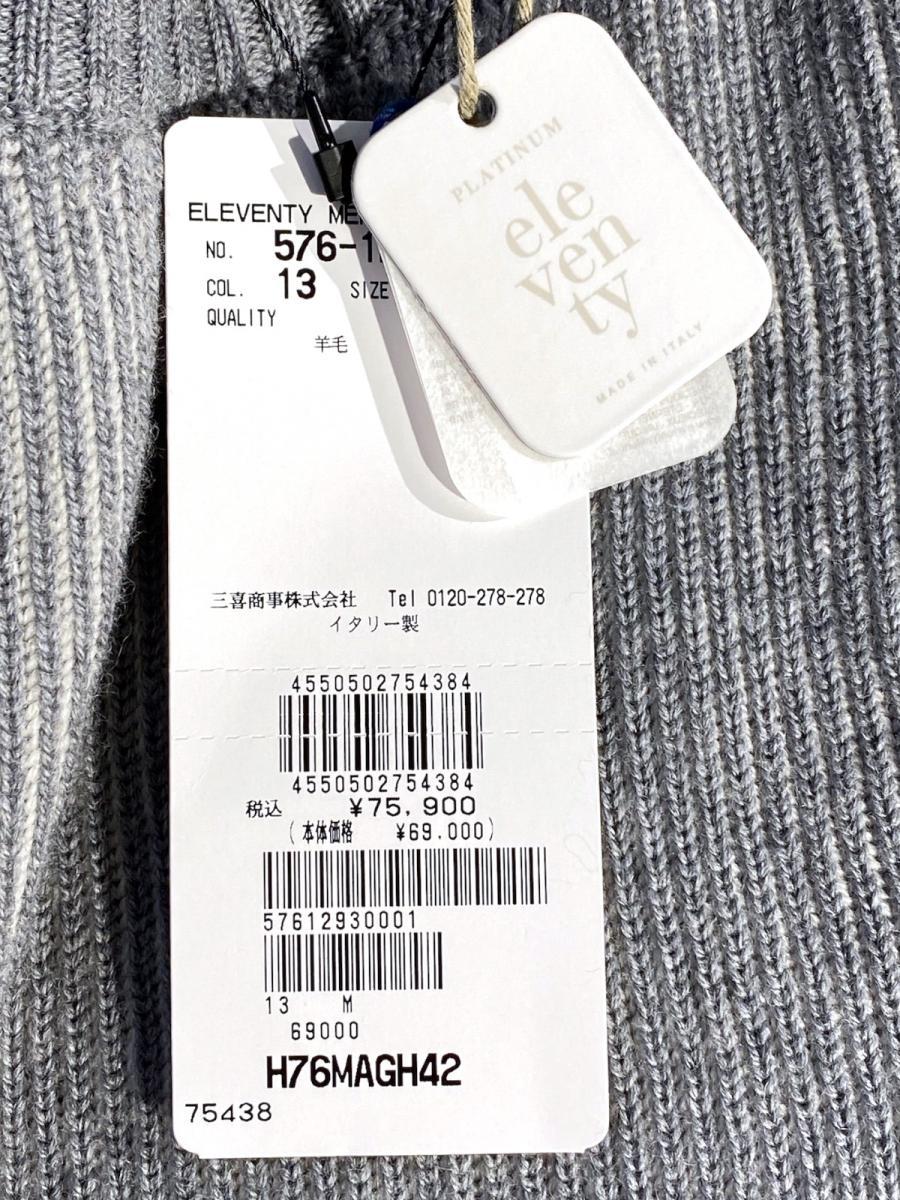 PLATINUM
ele
ven
ty
MADE IN ITALY
ELEVENTY
NO. 576-1
COL. 13 SIZE
QUALITY
羊毛
三喜商事株式会社 Tel 0120-278-278
イタリー製
4550502754384
4550502754384
税込 ¥75,900
(本体価格 ¥69.000)
57612930001
13 M
69000
H76MAGH42
75438